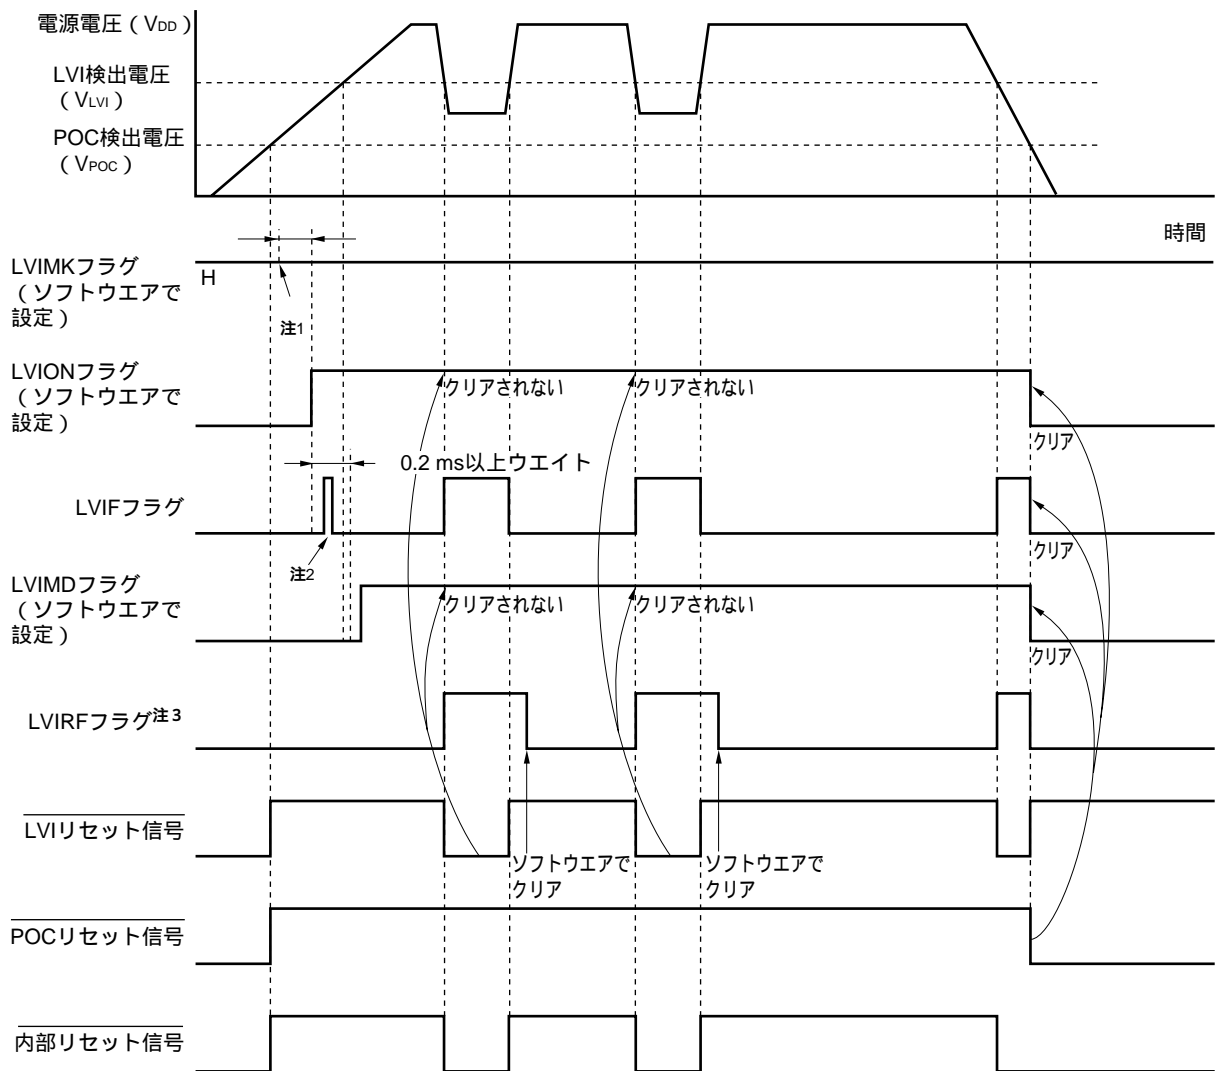 電源電圧（VDD）
LVI検出電圧
（VLVI）
POC検出電圧
（VPOC）
時間
LVIMKフラグ
（ソフトウエアで
設定）
H
注1
LVIONフラグ
（ソフトウエアで
設定）
クリアされない
クリアされない
クリア
0.2 ms以上ウエイト
LVIFフラグ
注2
クリア
LVIMDフラグ
（ソフトウエアで
設定）
クリアされない
クリアされない
クリア
LVIRFフラグ注3
LVIリセット信号
ソフトウエアで
クリア
ソフトウエアで
クリア
POCリセット信号
内部リセット信号